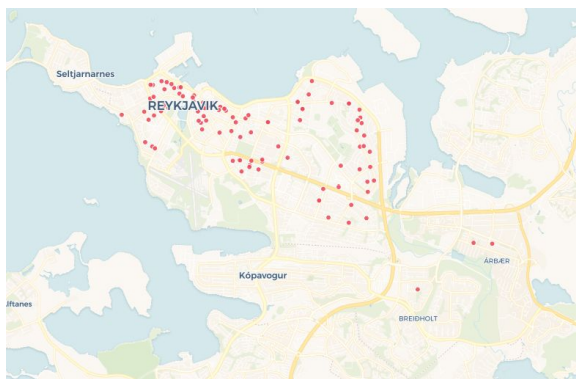 Seltjarnarnes
REYKJAVIK
Kópavogur
ÁRBÆR
lftanes
BREIÐHOLT